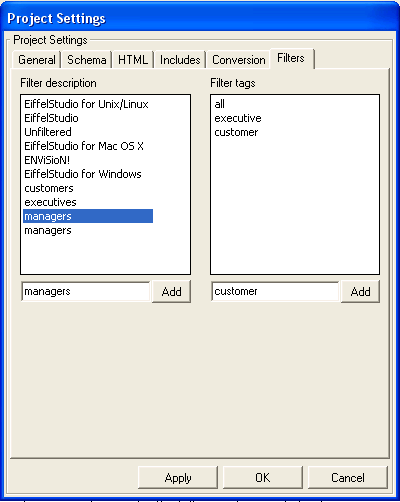 Project Settings
Project Settings
General Schema HTML Includes Conversion Filters
Filter description
EiffelStudio for Unix/Linux
EiffelStudio
Unfiltered
EiffelStudio for Mac OS X
ENViSioN!
EiffelStudio for Windows
customers
executives
managers
managers
managers Add
Filter tags
all
executive
customer
customer Add
Apply OK Cancel